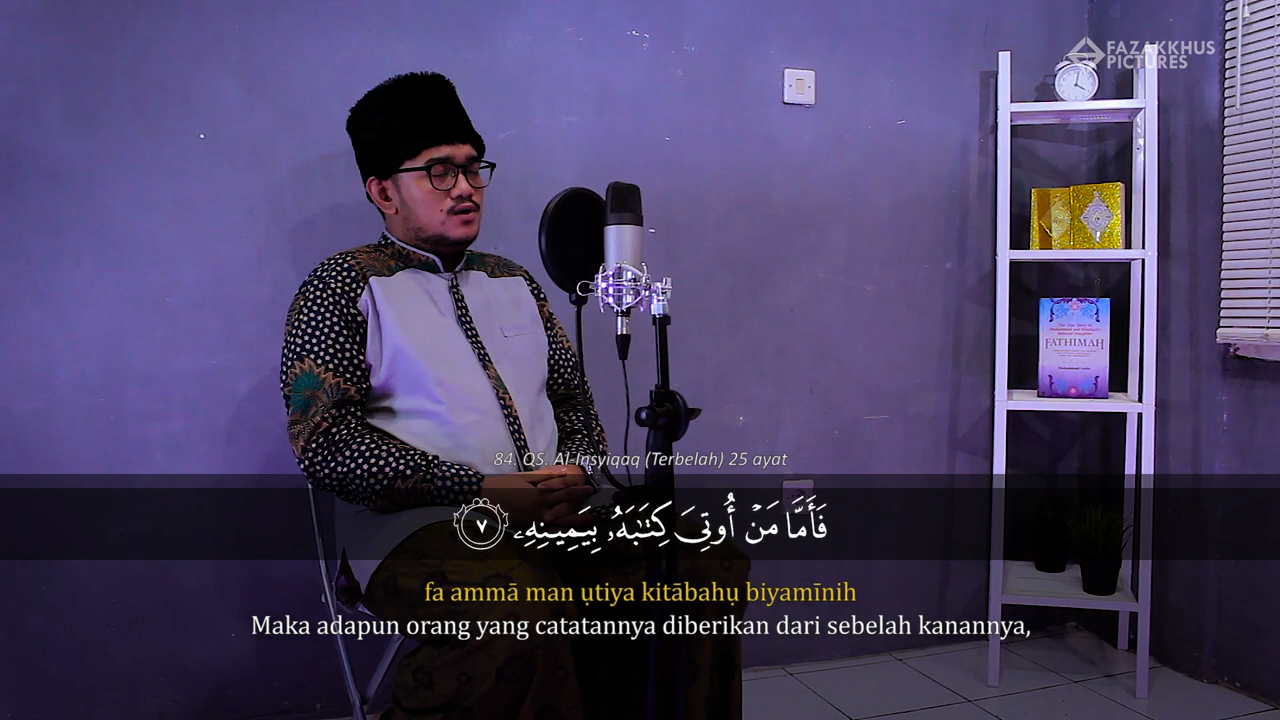 FAZAKKHUS
PICTURES
FATHIMAH
84. QS. Al-Insyiqaq (Terbelah) 25 ayat
فَأَمَّا مَنْ أُوتِيَ كِتَٰبَهُۥ بِيَمِينِهِۦ ٧
fa ammā man ụtiya kitābahụ biyamīnih
Maka adapun orang yang catatannya diberikan dari sebelah kanannya,